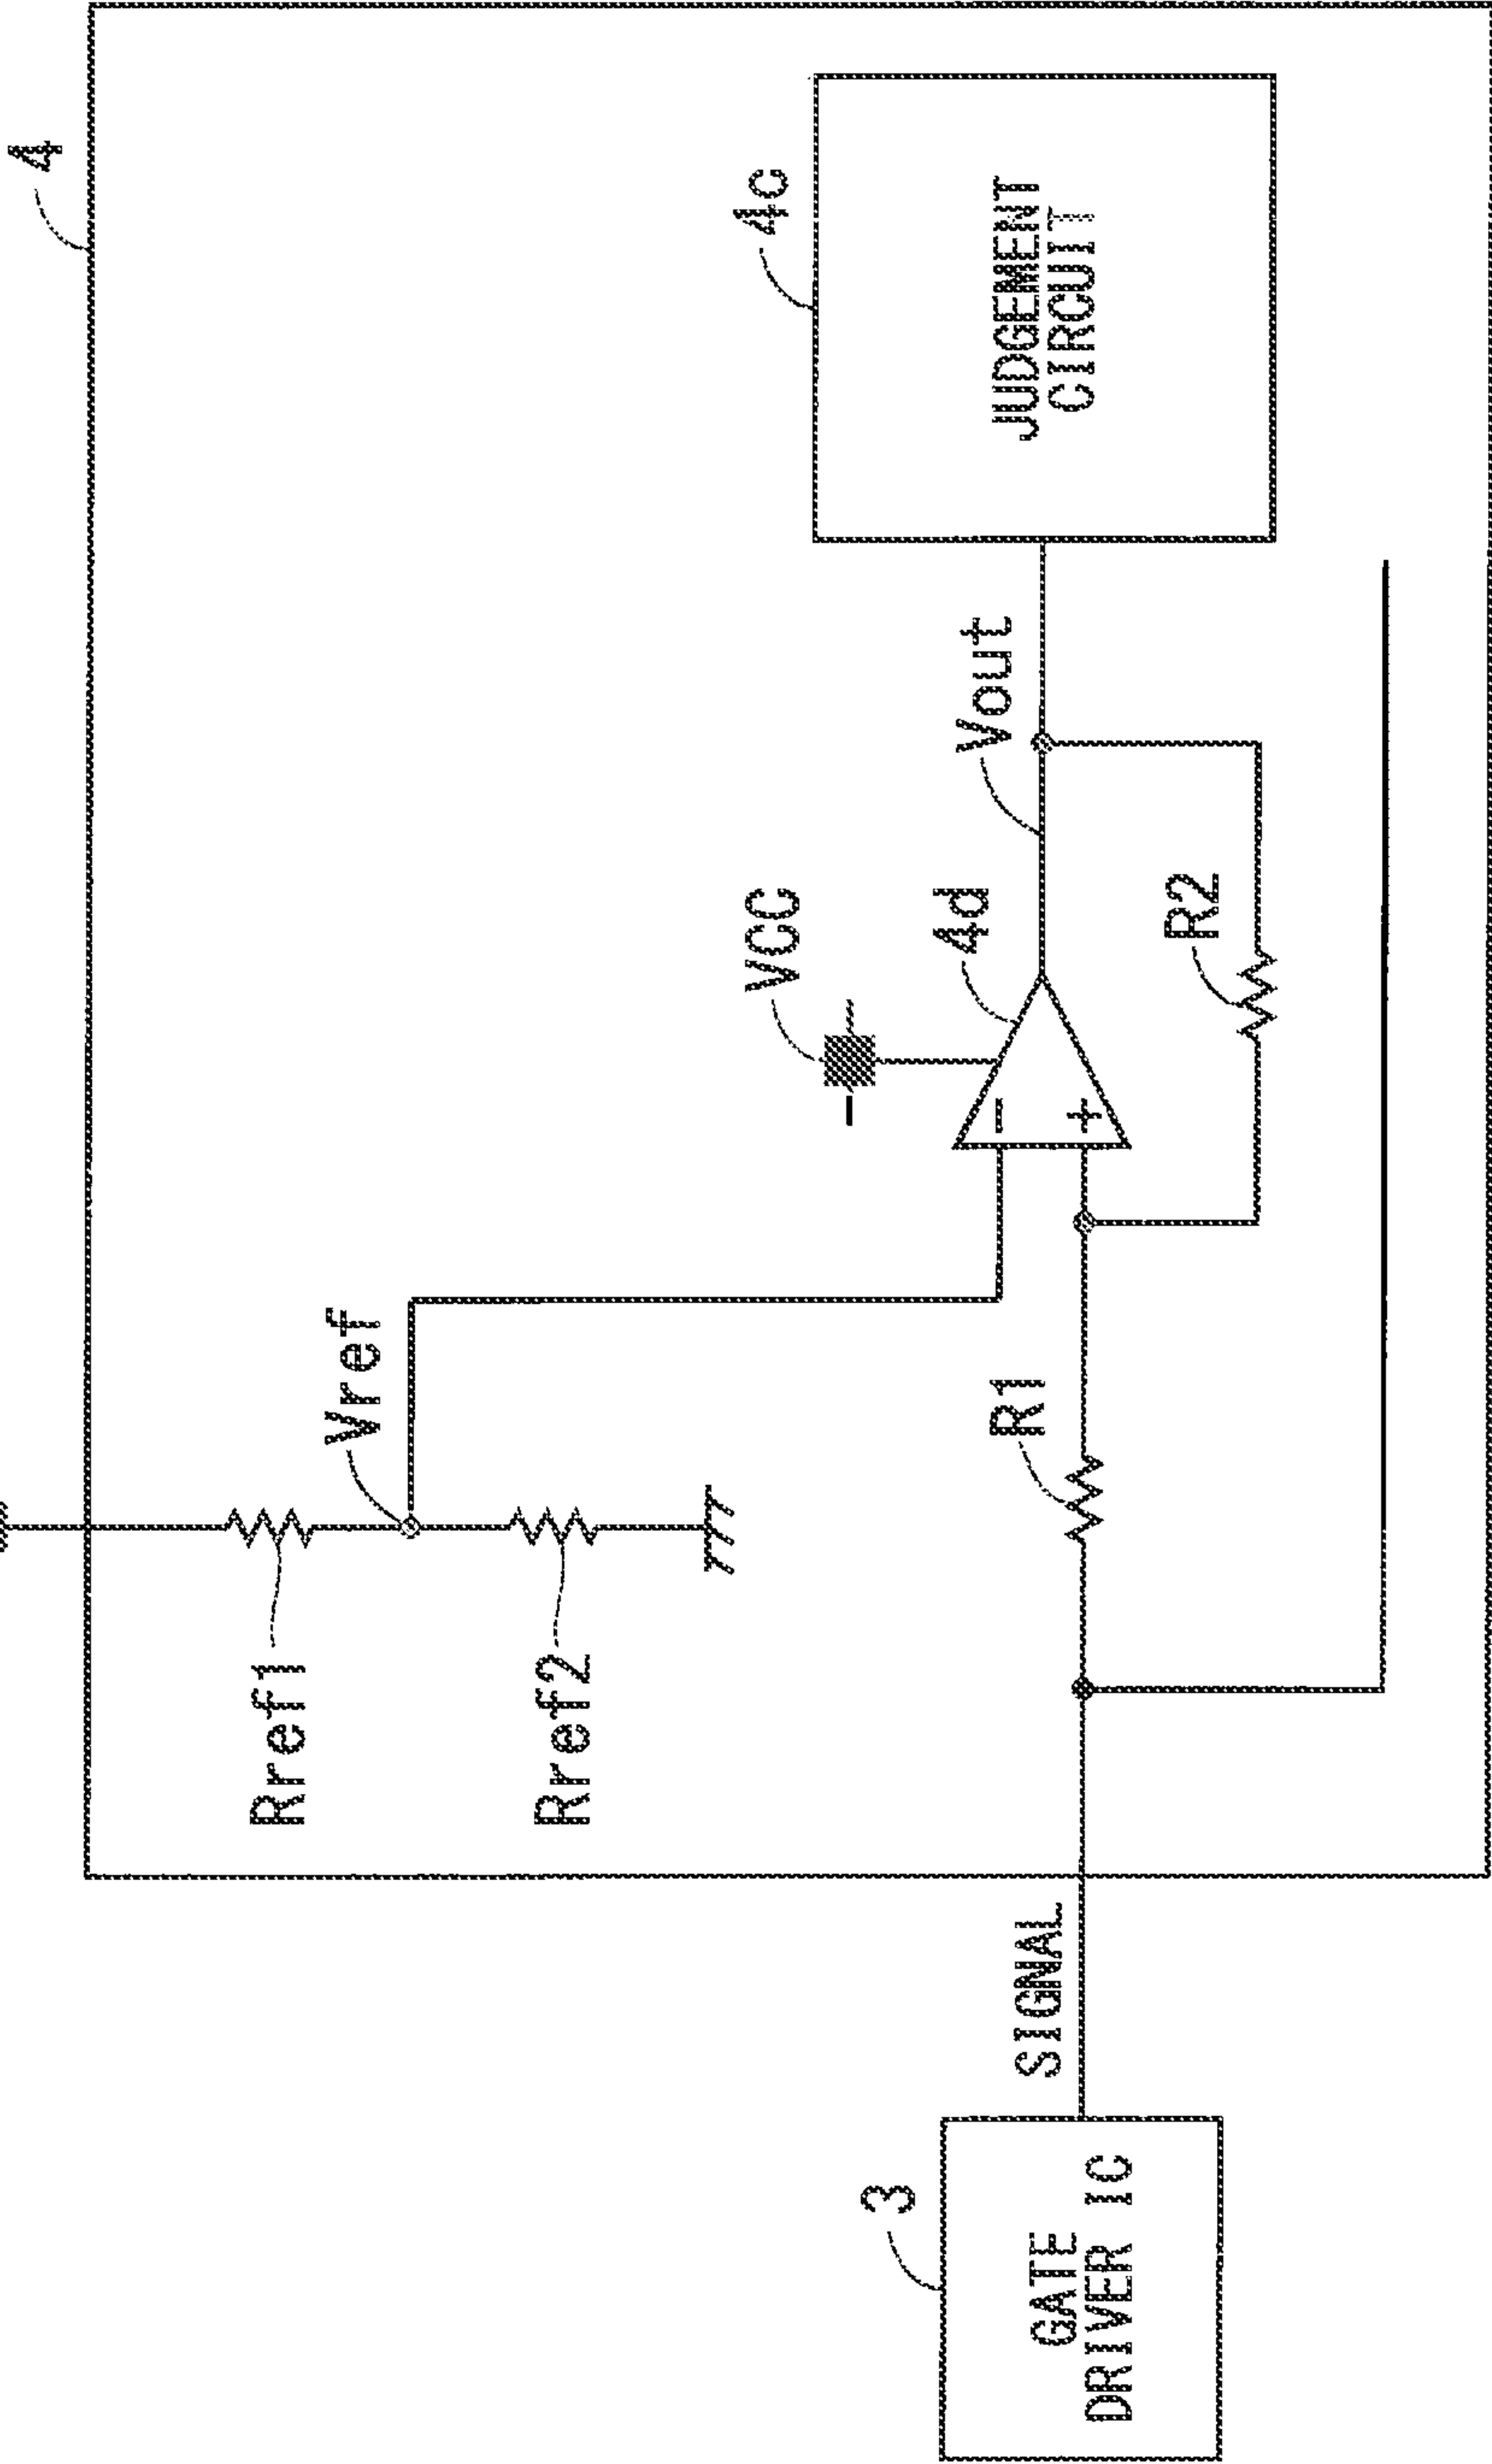 4
4c
JUDGEMENT
CIRCUIT
Vout
VCC
4d
R2
−
+
Vref
R1
Rref1
Rref2
SIGNAL
3
GATE
DRIVER IC